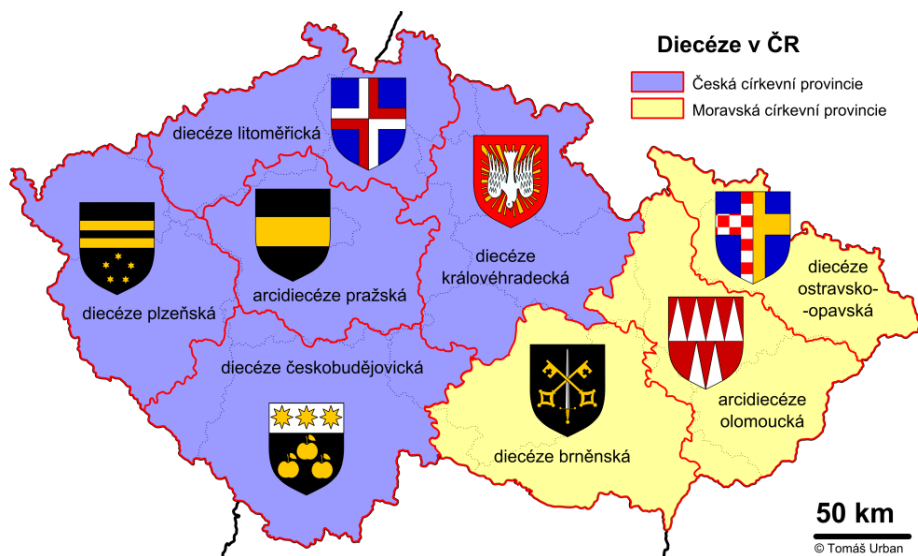 Diecéze v ČR
Česká církevní provincie
Moravská církevní provincie
diecéze litoměřická
diecéze
královéhradecká
diecéze
ostravsko-
-opavská
diecéze plzeňská
arcidiecéze pražská
diecéze českobudějovická
arcidiecéze
olomoucká
diecéze brněnská
50 km
© Tomáš Urban